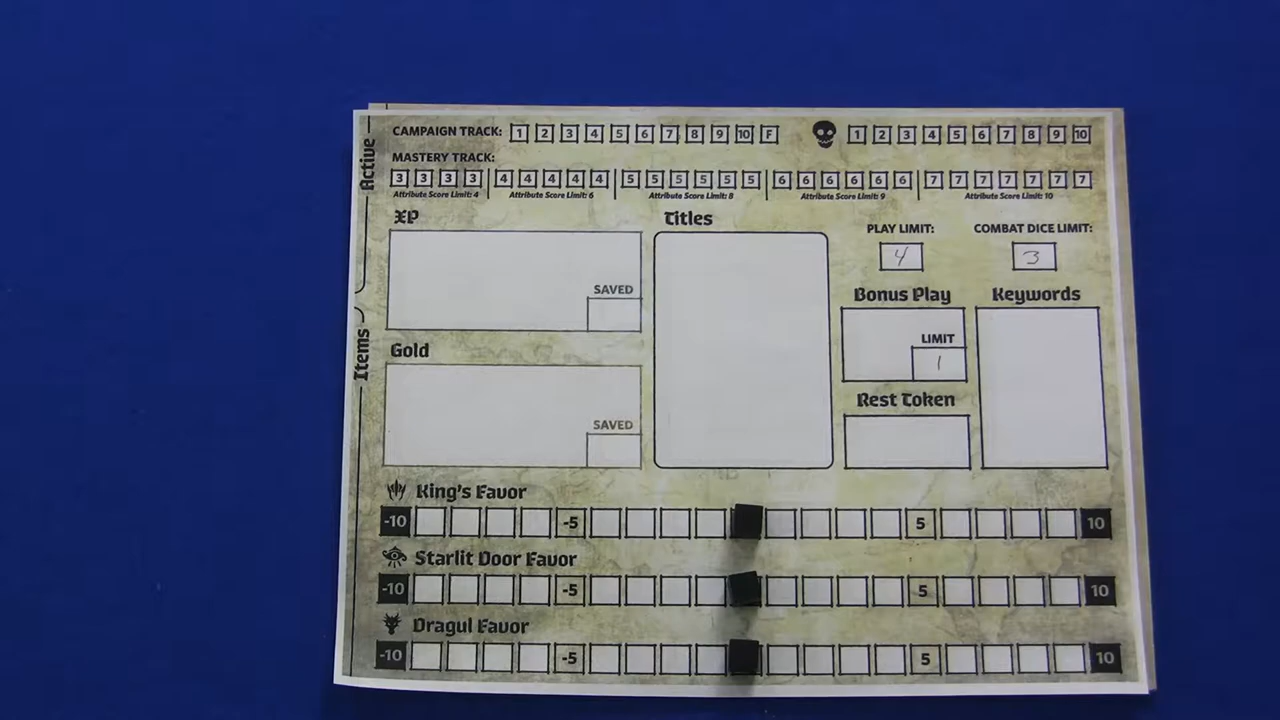 CAMPAIGN TRACK: 1 2 3 4 5 6 7 8 9 10 F 1 2 3 4 5 6 7 8 9 10
MASTERY TRACK:
3 3 3 3 4 4 4 4 4 5 5 5 5 5 5 6 6 6 6 6 6 7 7 7 7 7 7 7
Attribute Score Limit: 4 Attribute Score Limit: 6 Attribute Score Limit: 8 Attribute Score Limit: 9 Attribute Score Limit: 10
Active
Items
XP
SAVED
Gold
SAVED
Titles
PLAY LIMIT:
4
COMBAT DICE LIMIT:
3
Bonus Play
LIMIT
1
Rest Token
Keywords
King's Favor
-10 -5 5 10
Starlit Door Favor
-10 -5 5 10
Dragul Favor
-10 -5 5 10